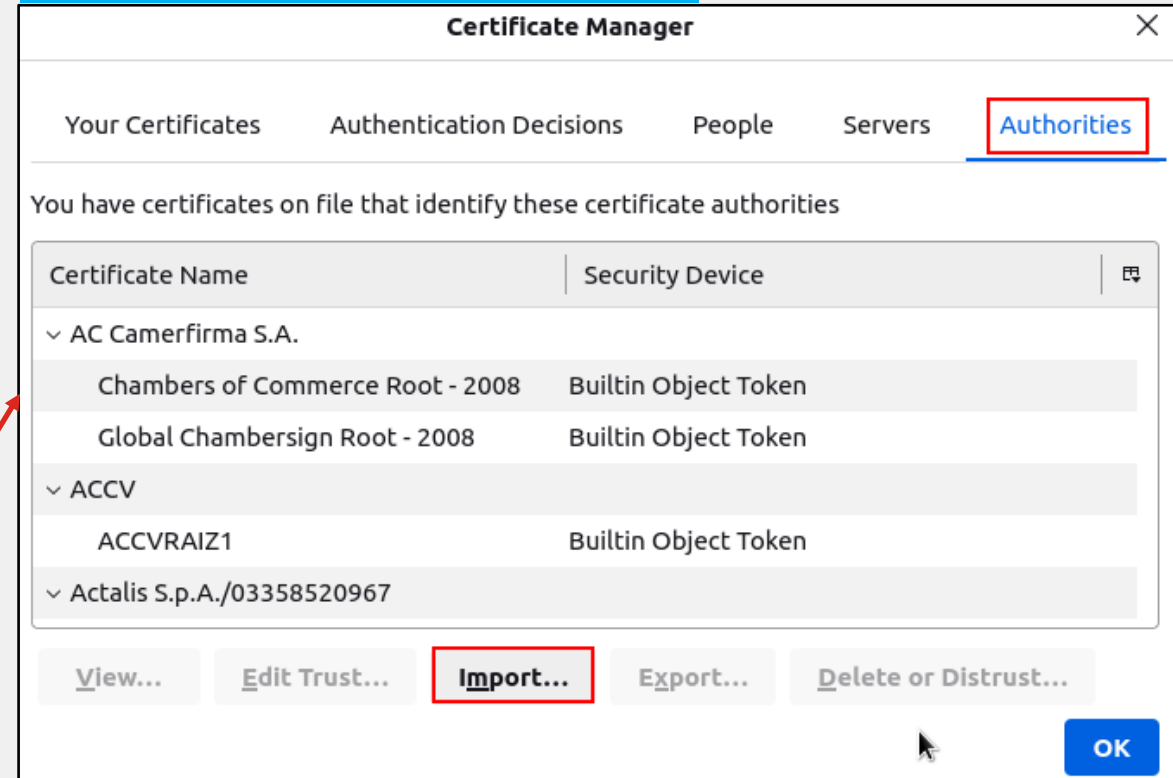 Certificate Manager
Your Certificates Authentication Decisions People Servers Authorities
You have certificates on file that identify these certificate authorities
Certificate Name Security Device
AC Camerfirma S.A.
Chambers of Commerce Root - 2008 Builtin Object Token
Global Chambersign Root - 2008 Builtin Object Token
ACCV
ACCVRAIZ1 Builtin Object Token
Actalis S.p.A./03358520967
View... Edit Trust... Import... Export... Delete or Distrust...
OK